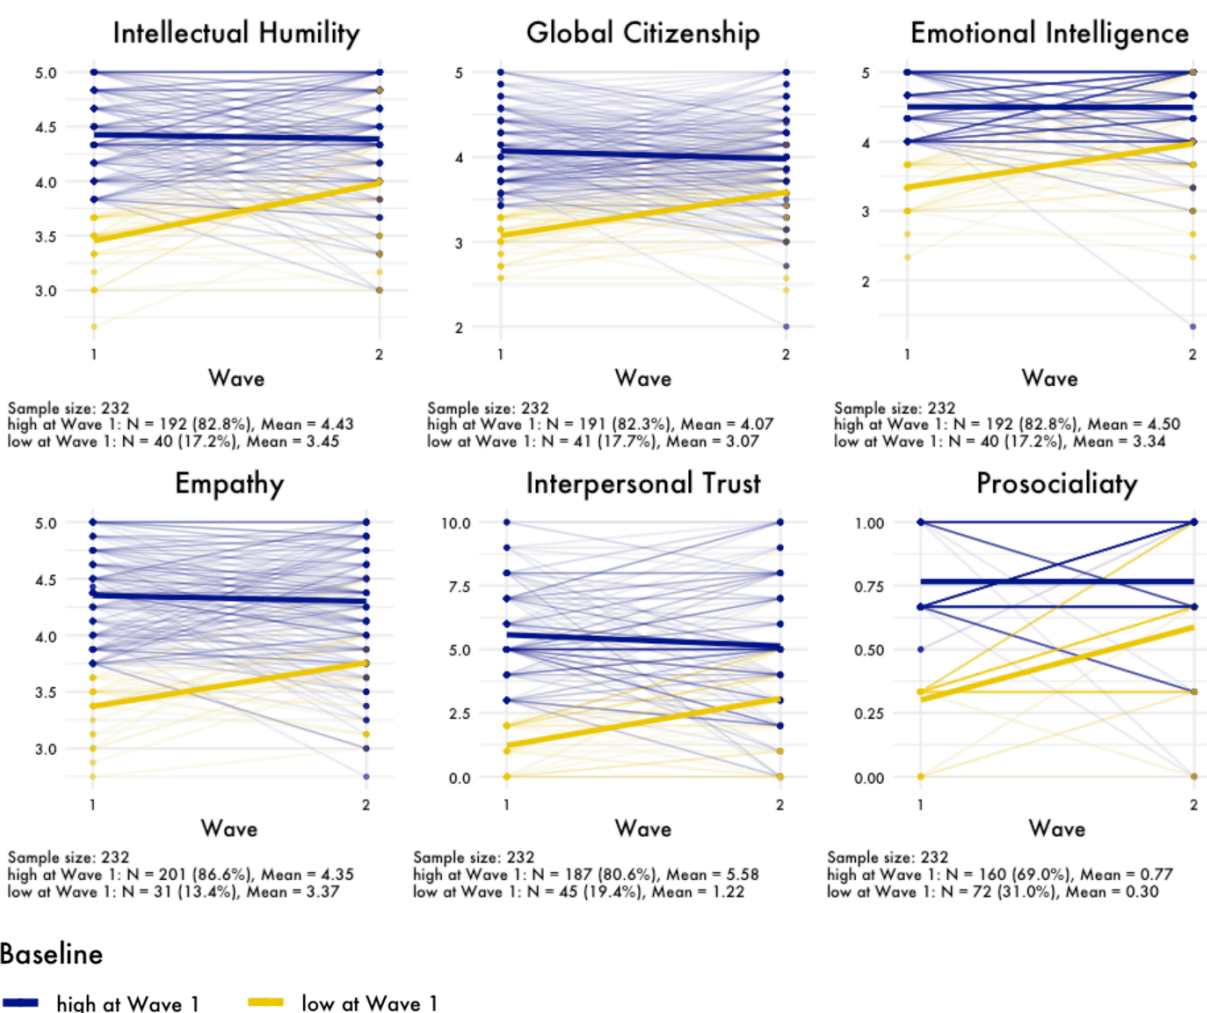 Intellectual Humility
5.0
4.5
4.0
3.5
3.0
1 2
Wave
Sample size: 232
high at Wave 1: N = 192 (82.8%), Mean = 4.43
low at Wave 1: N = 40 (17.2%), Mean = 3.45
Global Citizenship
5
4
3
2
1 2
Wave
Sample size: 232
high at Wave 1: N = 191 (82.3%), Mean = 4.07
low at Wave 1: N = 41 (17.7%), Mean = 3.07
Emotional Intelligence
5
4
3
2
1 2
Wave
Sample size: 232
high at Wave 1: N = 192 (82.8%), Mean = 4.50
low at Wave 1: N = 40 (17.2%), Mean = 3.34
Empathy
5.0
4.5
4.0
3.5
3.0
1 2
Wave
Sample size: 232
high at Wave 1: N = 201 (86.6%), Mean = 4.35
low at Wave 1: N = 31 (13.4%), Mean = 3.37
Interpersonal Trust
10.0
7.5
5.0
2.5
0.0
1 2
Wave
Sample size: 232
high at Wave 1: N = 187 (80.6%), Mean = 5.58
low at Wave 1: N = 45 (19.4%), Mean = 1.22
Prosocialiaty
1.00
0.75
0.50
0.25
0.00
1 2
Wave
Sample size: 232
high at Wave 1: N = 160 (69.0%), Mean = 0.77
low at Wave 1: N = 72 (31.0%), Mean = 0.30
Baseline
high at Wave 1 low at Wave 1